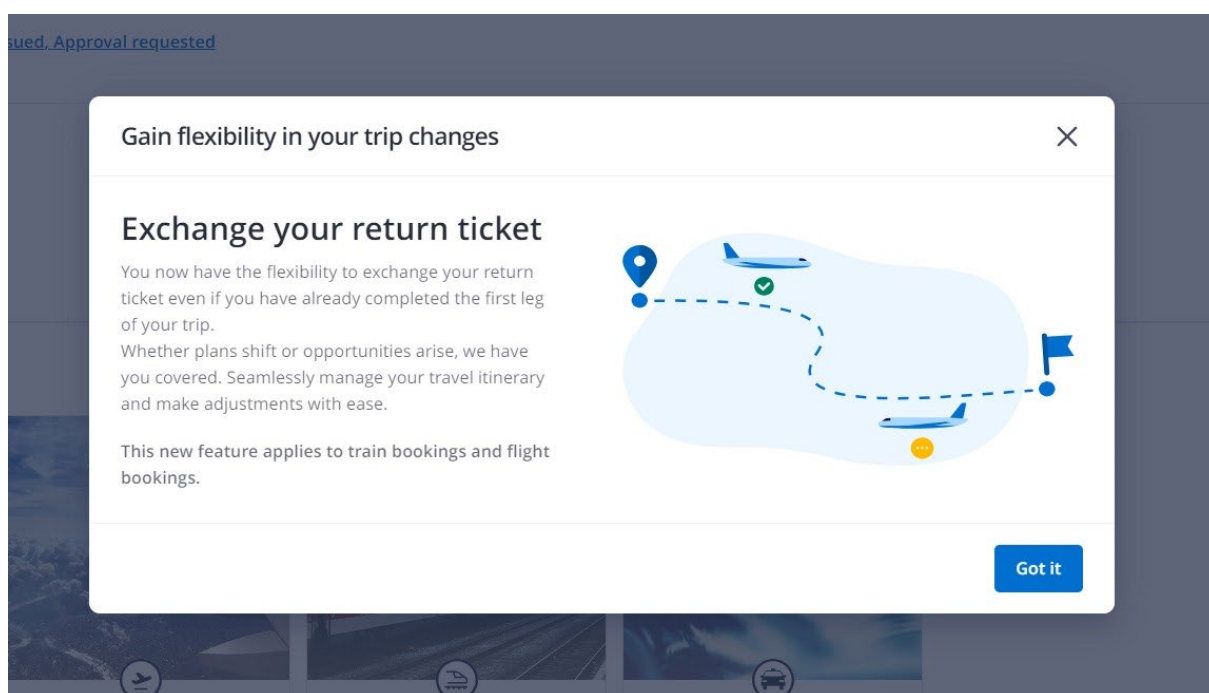 sued, Approval requested
Gain flexibility in your trip changes
Exchange your return ticket
You now have the flexibility to exchange your return
ticket even if you have already completed the first leg
of your trip.
Whether plans shift or opportunities arise, we have
you covered. Seamlessly manage your travel itinerary
and make adjustments with ease.
This new feature applies to train bookings and flight
bookings.
Got it